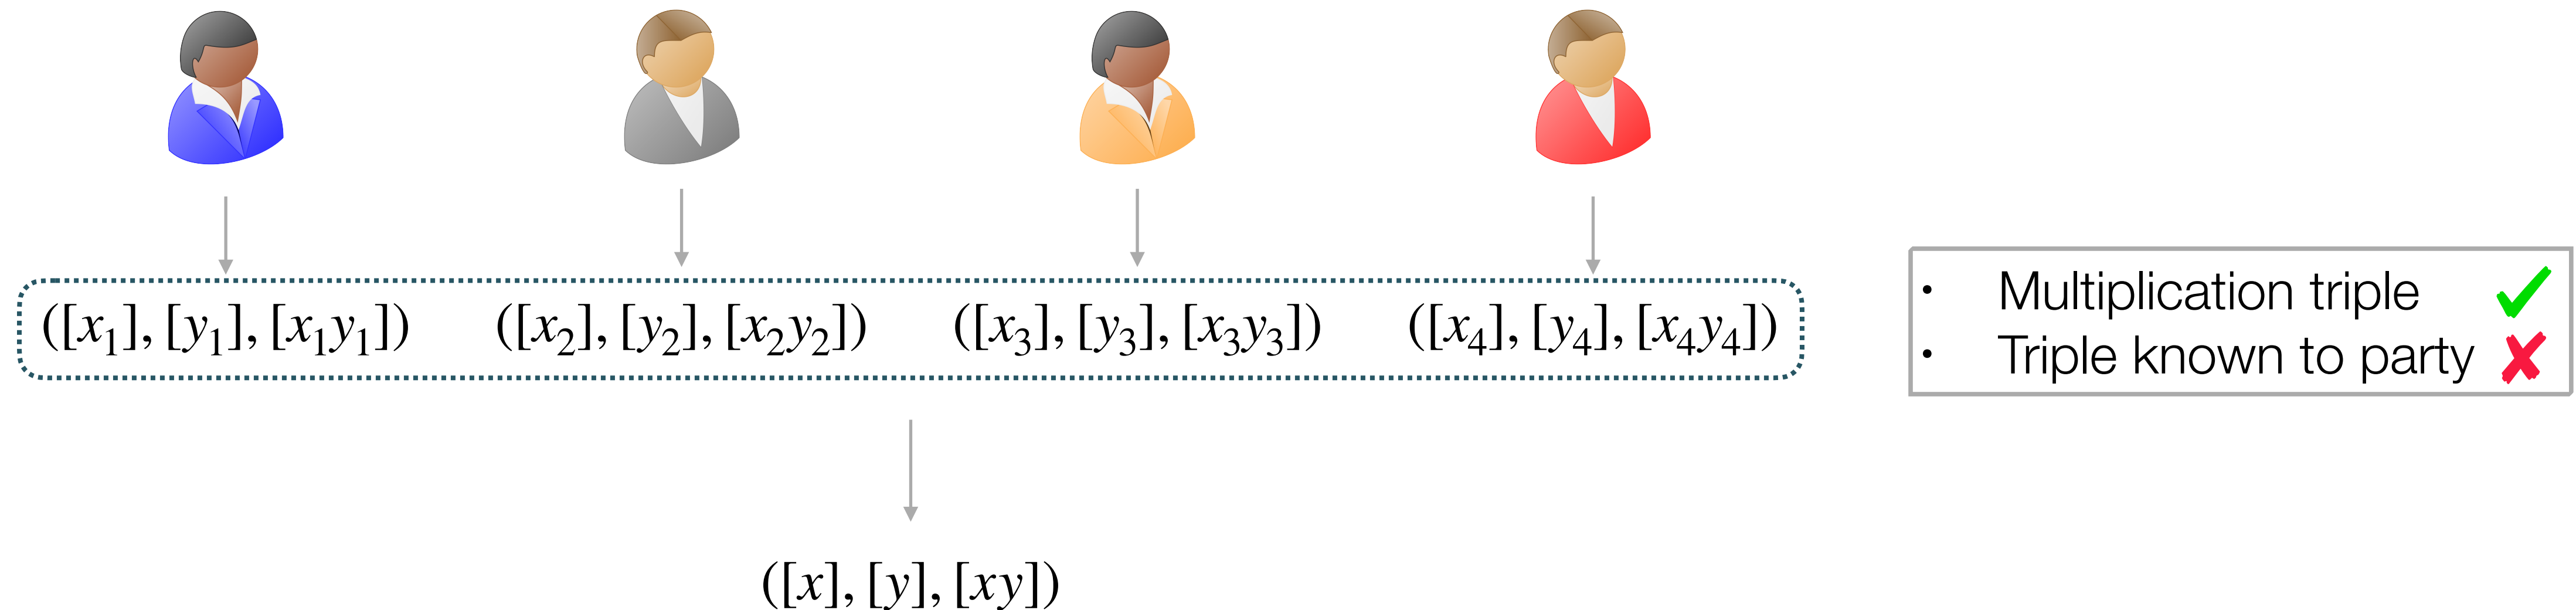 ([x₁], [y₁], [x₁y₁]) ([x₂], [y₂], [x₂y₂]) ([x₃], [y₃], [x₃y₃]) ([x₄], [y₄], [x₄y₄])
• Multiplication triple ✓
• Triple known to party ✘
([x], [y], [xy])